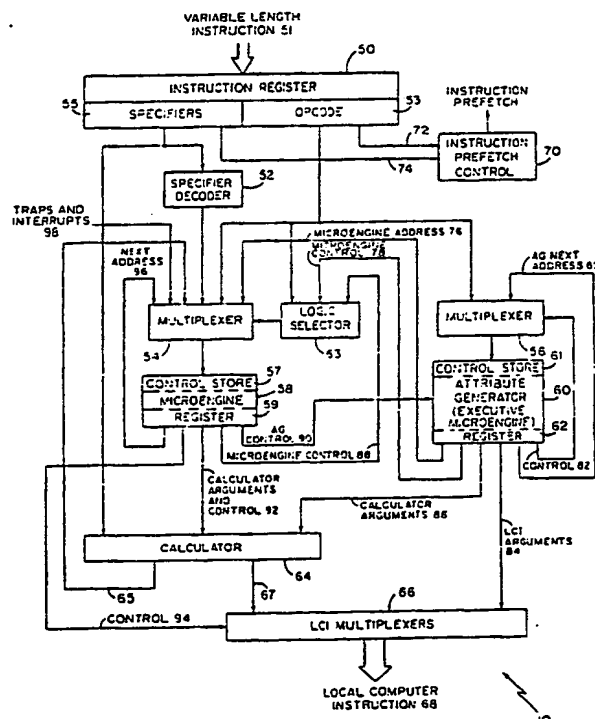 VARIABLE LENGTH
INSTRUCTION 51
50
INSTRUCTION REGISTER
55
SPECIFIERS
OPCODE
53
INSTRUCTION
PREFETCH
72
74
INSTRUCTION
PREFETCH
CONTROL
70
SPECIFIER
DECODER
52
TRAPS AND
INTERRUPTS
98
NEXT
ADDRESS
96
MICROENGINE ADDRESS 76
MICROENGINE
CONTROL 78
AG NEXT
ADDRESS
MULTIPLEXER
54
LOGIC
SELECTOR
53
MULTIPLEXER
56
CONTROL STORE
57
MICROENGINE
58
REGISTER
59
CONTROL STORE
61
ATTRIBUTE
GENERATOR
(EXECUTIVE
MICROENGINE)
60
REGISTER
62
AG
CONTROL 90
MICROENGINE CONTROL 88
CONTROL 82
CALCULATOR
ARGUMENTS
AND
CONTROL 92
CALCULATOR
ARGUMENTS 86
LCI
ARGUMENTS
84
CALCULATOR
64
65
67
66
CONTROL 94
LCI MULTIPLEXERS
LOCAL COMPUTER
INSTRUCTION 68